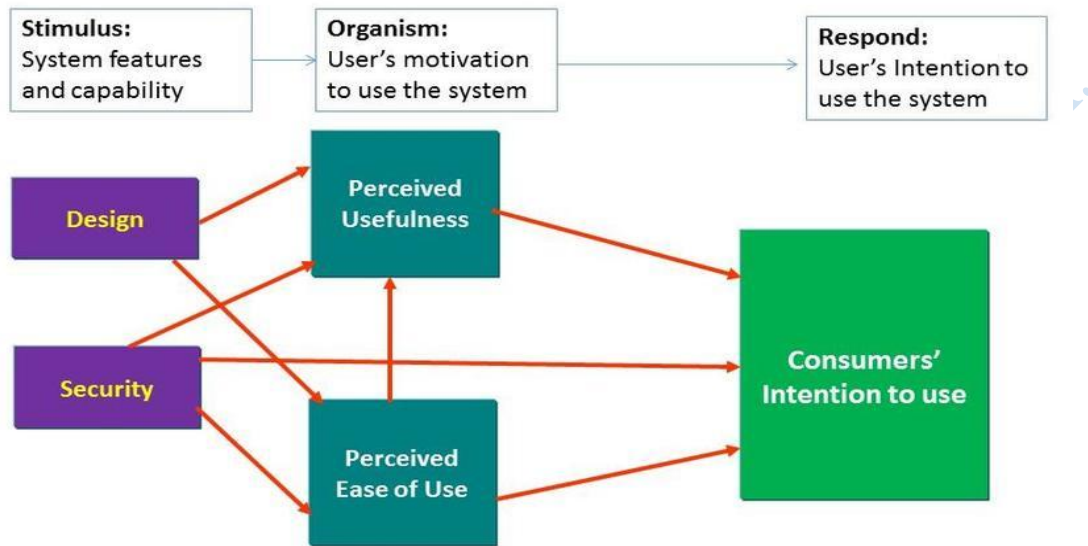 Stimulus:
System features
and capability
Organism:
User's motivation
to use the system
Respond:
User's Intention to
use the system
Design
Perceived
Usefulness
Security
Consumers'
Intention to use
Perceived
Ease of Use